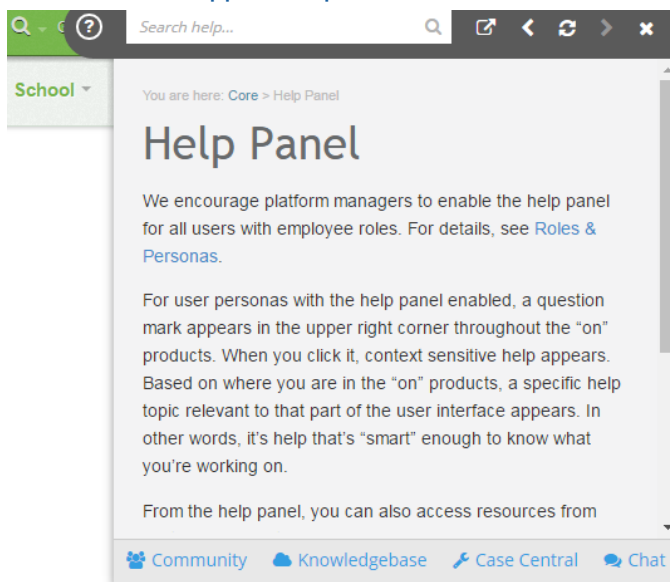 Search help...
School
You are here: Core > Help Panel
Help Panel
We encourage platform managers to enable the help panel
for all users with employee roles. For details, see Roles &
Personas.
For user personas with the help panel enabled, a question
mark appears in the upper right corner throughout the “on”
products. When you click it, context sensitive help appears.
Based on where you are in the “on” products, a specific help
topic relevant to that part of the user interface appears. In
other words, it's help that's “smart” enough to know what
you're working on.
From the help panel, you can also access resources from
Community Knowledgebase Case Central Chat